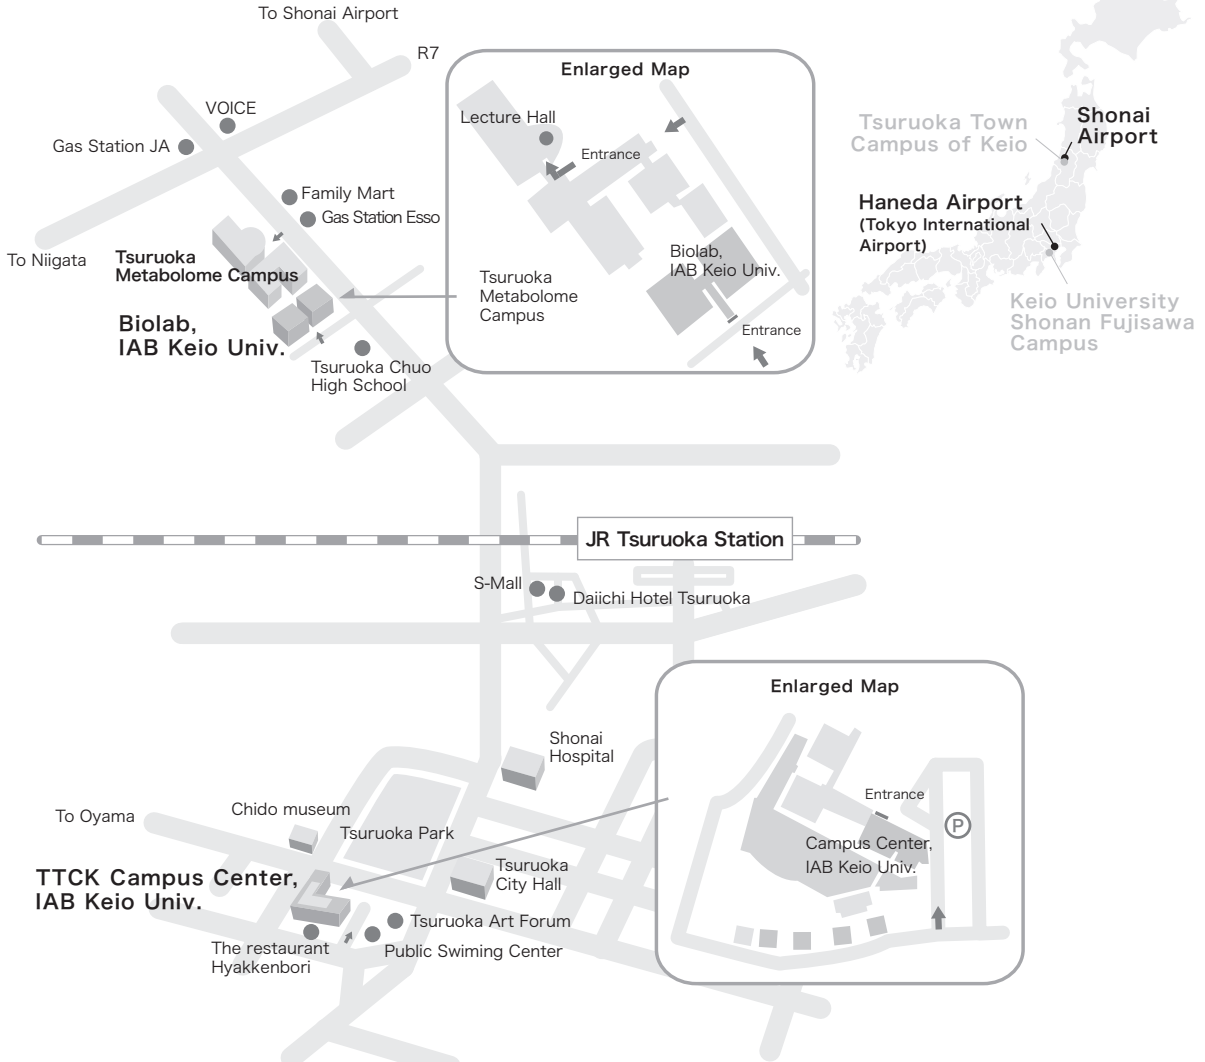 To Shonai Airport
R7
VOICE
Gas Station JA
Family Mart
Gas Station Esso
To Niigata
Tsuruoka
Metabolome Campus
Biolab,
IAB Keio Univ.
Tsuruoka Chuo
High School
Enlarged Map
Lecture Hall
Entrance
Biolab,
IAB Keio Univ.
Tsuruoka
Metabolome
Campus
Entrance
Tsuruoka Town
Campus of Keio
Shonai
Airport
Haneda Airport
(Tokyo International
Airport)
Keio University
Shonan Fujisawa
Campus
JR Tsuruoka Station
S-Mall
Daiichi Hotel Tsuruoka
Shonai
Hospital
To Oyama
Chido museum
Tsuruoka Park
TTCK Campus Center,
IAB Keio Univ.
Tsuruoka
City Hall
Tsuruoka Art Forum
Public Swiming Center
The restaurant
Hyakkenbori
Enlarged Map
Entrance
P
Campus Center,
IAB Keio Univ.